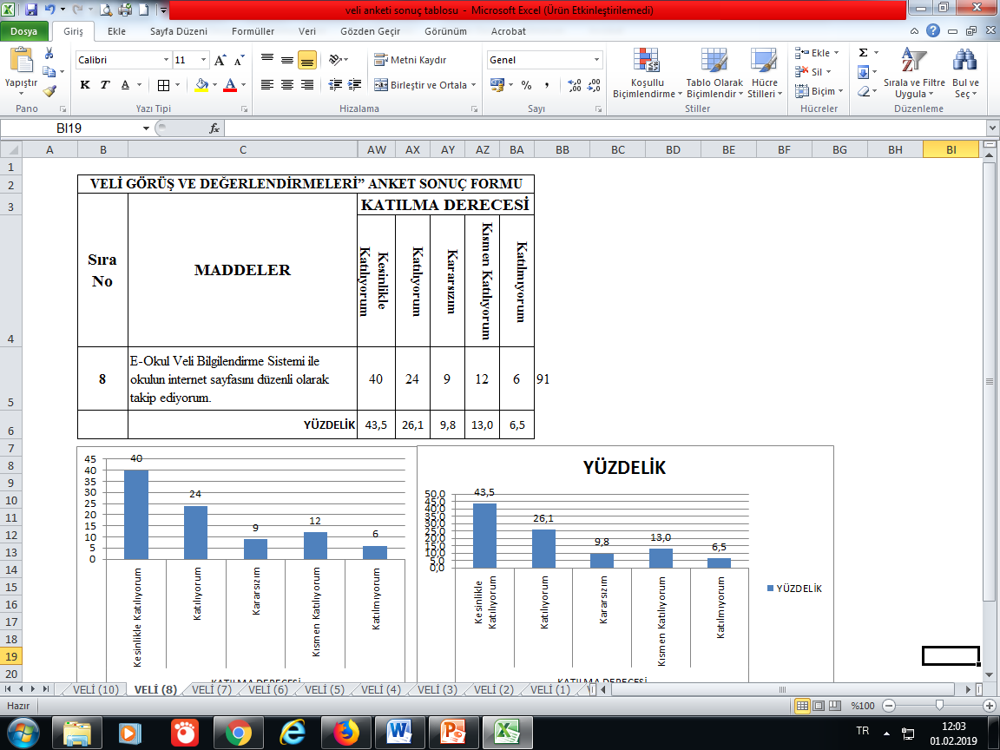 veli anketi sonuç tablosu - Microsoft Excel (Ürün Etkinleştirilemedi)
Dosya Giriş Ekle Sayfa Düzeni Formüller Veri Gözden Geçir Görünüm Acrobat
Yapıştır
Pano
Calibri 11
K T A
Yazı Tipi
Metni Kaydır
Birleştir ve Ortala
Hizalama
Genel
% ,
Sayı
Koşullu Biçimlendirme
Tablo Olarak Biçimlendir
Hücre Stilleri
Stiller
Ekle
Sil
Biçim
Hücreler
Σ
Sırala ve Filtre Uygula
Bul ve Seç
Düzenleme
BI19 fx
A B C AW AX AY AZ BA BB BC BD BE BF BG BH BI
1
2 VELİ GÖRÜŞ VE DEĞERLENDİRMELERİ” ANKET SONUÇ FORMU
3 KATILMA DERECESİ
4 Sıra No MADDELER Kesinlikle Katılıyorum Katılıyorum Kararsızım Kısmen Katılıyorum Katılmıyorum
5 8 E-Okul Veli Bilgilendirme Sistemi ile
okulun internet sayfasını düzenli olarak
takip ediyorum.
40 24 9 12 6 91
6 YÜZDELİK 43,5 26,1 9,8 13,0 6,5
7
8
9
10
11
12
13
14
15
16
17
18
19
20
45
40
35
30
25
20
15
10
5
0
40 24 9 12 6
Kesinlikle Katılıyorum
Katılıyorum
Kararsızım
Kısmen Katılıyorum
Katılmıyorum
KATILMA DERECESİ
YÜZDELİK
50,0
45,0
40,0
35,0
30,0
25,0
20,0
15,0
10,0
5,0
0,0
43,5 26,1 9,8 13,0 6,5
Kesinlikle Katılıyorum
Katılıyorum
Kararsızım
Kısmen Katılıyorum
Katılmıyorum
KATILMA DERECESİ
YÜZDELİK
VELİ (10) VELİ (8) VELİ (7) VELİ (6) VELİ (5) VELİ (4) VELİ (3) VELİ (2) VELİ (1)
Hazır %100
TR 12:03
01.02.2019